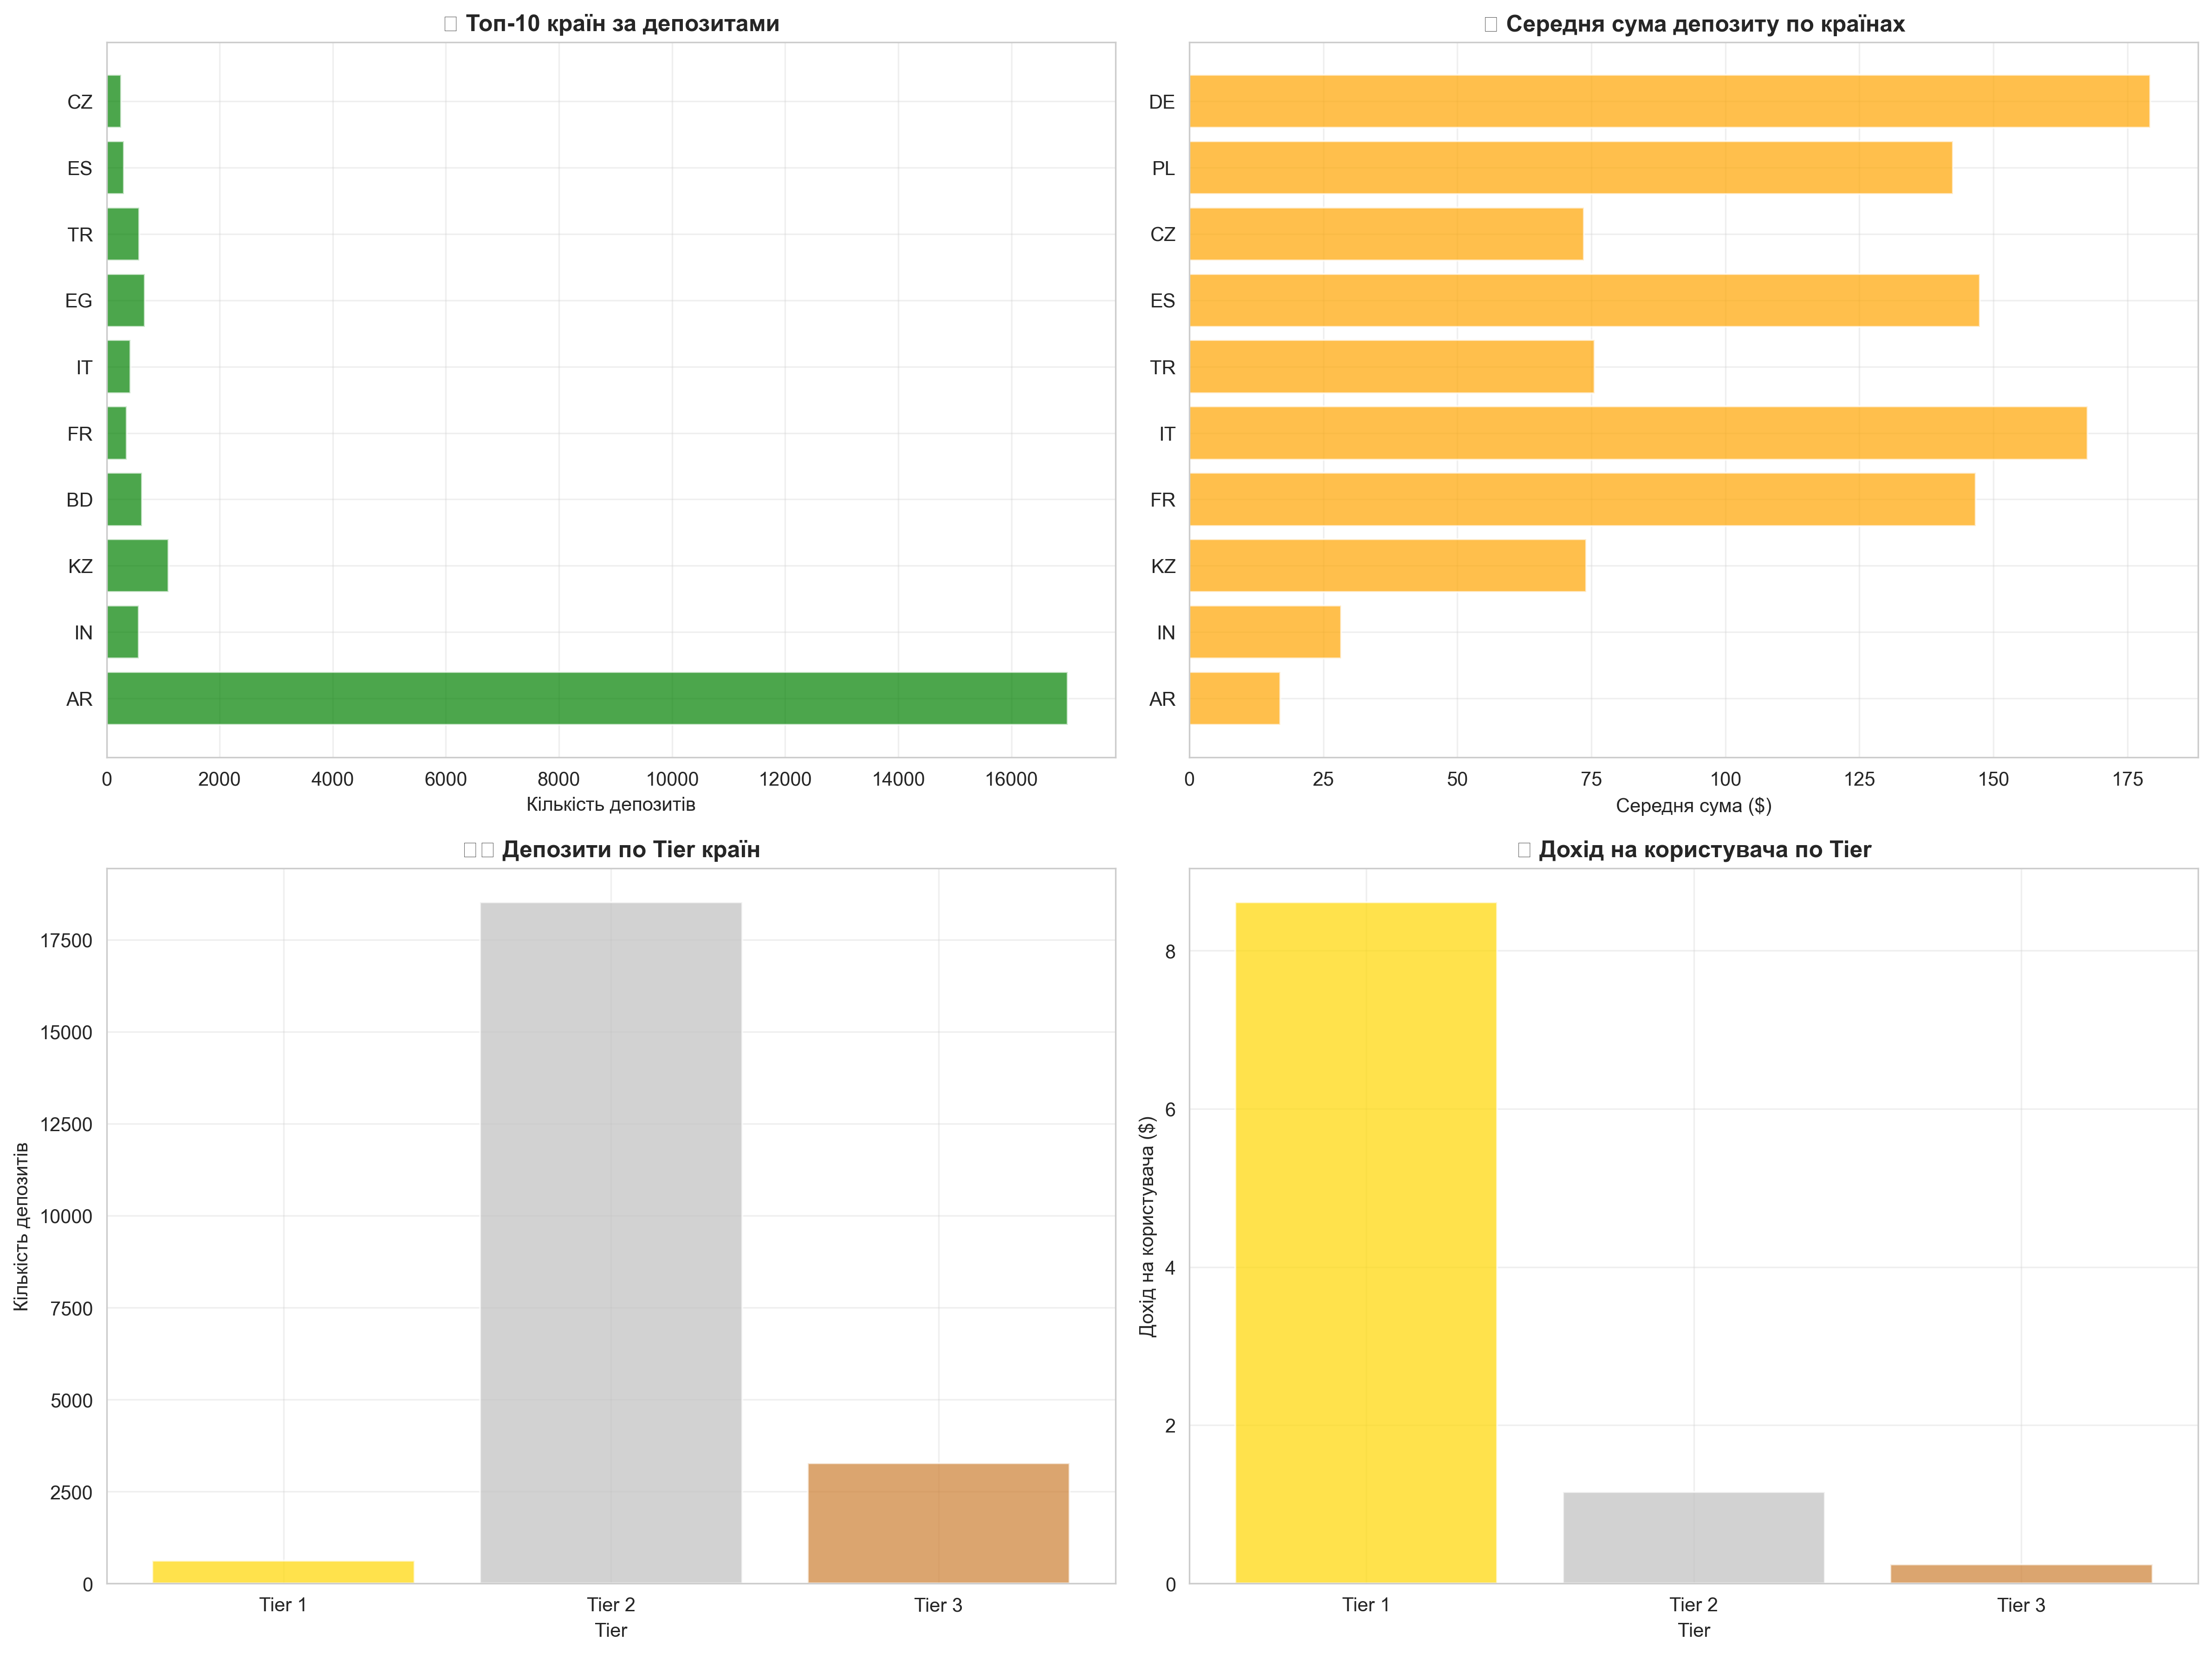 Топ-10 країн за депозитами
CZ
ES
TR
EG
IT
FR
BD
KZ
IN
AR
0 2000 4000 6000 8000 10000 12000 14000 16000
Кількість депозитів
Середня сума депозиту по країнах
DE
PL
CZ
ES
TR
IT
FR
KZ
IN
AR
0 25 50 75 100 125 150 175
Середня сума ($)
Депозити по Tier країн
Кількість депозитів
17500
15000
12500
10000
7500
5000
2500
0
Tier 1 Tier 2 Tier 3
Tier
Дохід на користувача по Tier
Дохід на користувача ($)
8
6
4
2
0
Tier 1 Tier 2 Tier 3
Tier